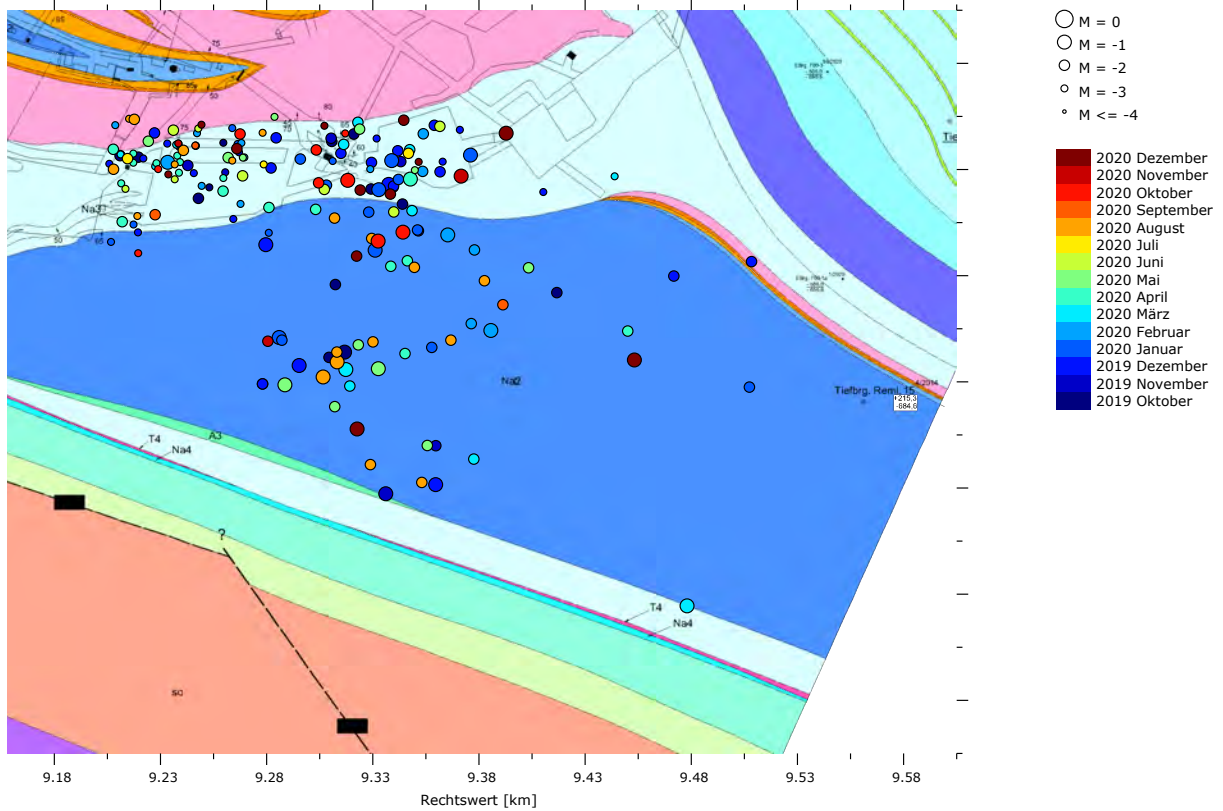 M = 0
M = -1
M = -2
M = -3
M <= -4
2020 Dezember
2020 November
2020 Oktober
2020 September
2020 August
2020 Juli
2020 Juni
2020 Mai
2020 April
2020 März
2020 Februar
2020 Januar
2019 Dezember
2019 November
2019 Oktober
Na2
Tiefbrg. Reml. 15
4/2014
-684,6
A3
T4
Na4
?
T4
Na4
so
9.18
9.23
9.28
9.33
9.38
9.43
9.48
9.53
9.58
Rechtswert [km]